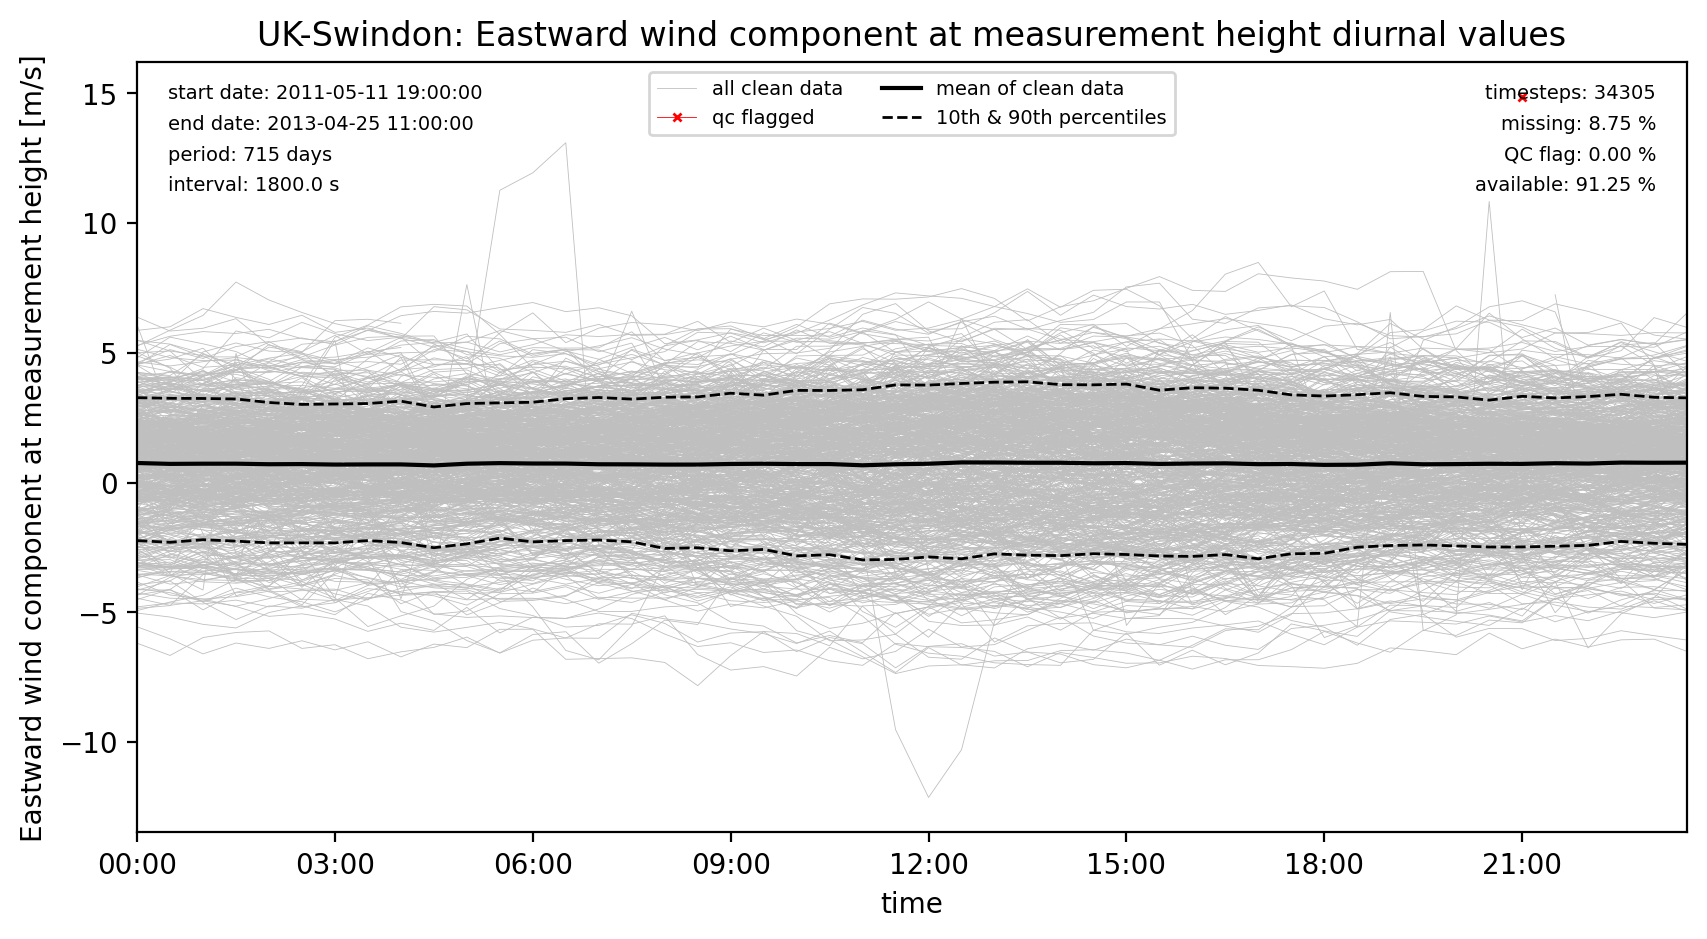 UK-Swindon: Eastward wind component at measurement height diurnal values
Eastward wind component at measurement height [m/s]
start date: 2011-05-11 19:00:00
end date: 2013-04-25 11:00:00
period: 715 days
interval: 1800.0 s
all clean data
qc flagged
mean of clean data
10th & 90th percentiles
timesteps: 34305
missing: 8.75 %
QC flag: 0.00 %
available: 91.25 %
15
10
5
0
−5
−10
00:00 03:00 06:00 09:00 12:00 15:00 18:00 21:00
time